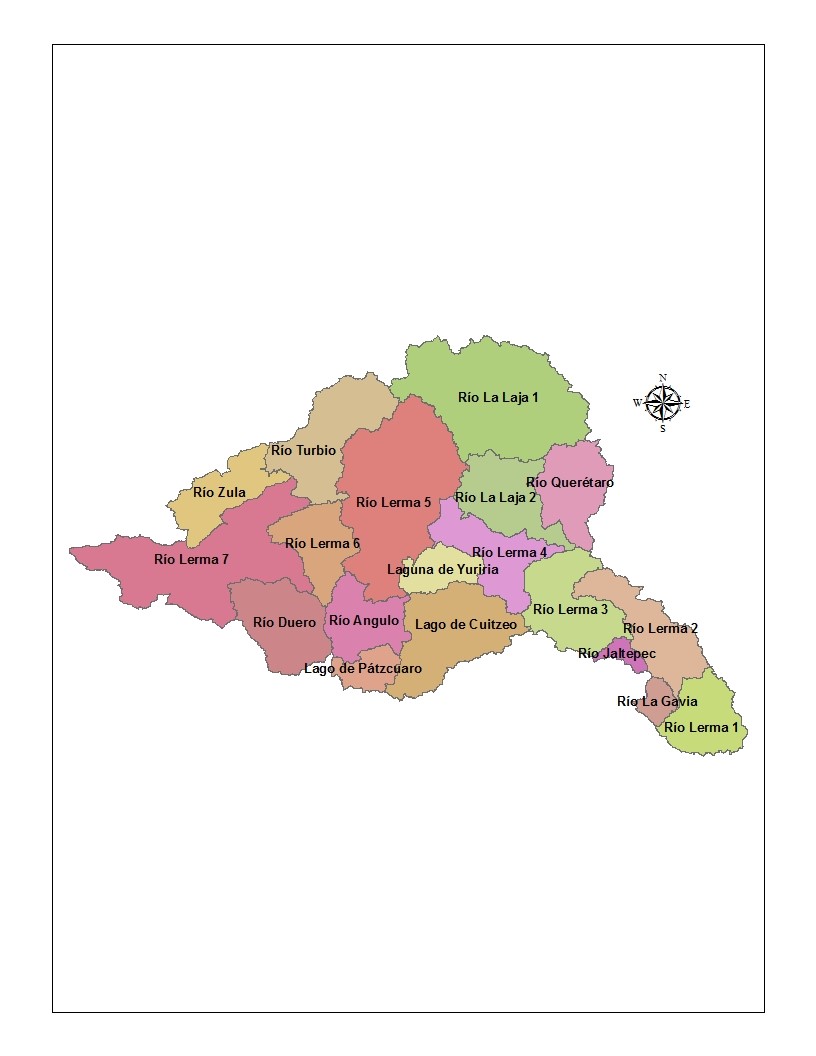 N
Río La Laja 1
W E
S
Río Turbio
Río Querétaro
Río Zula
Río La Laja 2
Río Lerma 5
Río Lerma 6
Río Lerma 4
Río Lerma 7
Laguna de Yuriria
Río Lerma 3
Río Duero
Río Angulo
Lago de Cuitzeo
Río Lerma 2
Río Jaltepec
Lago de Pátzcuaro
Río La Gavia
Río Lerma 1